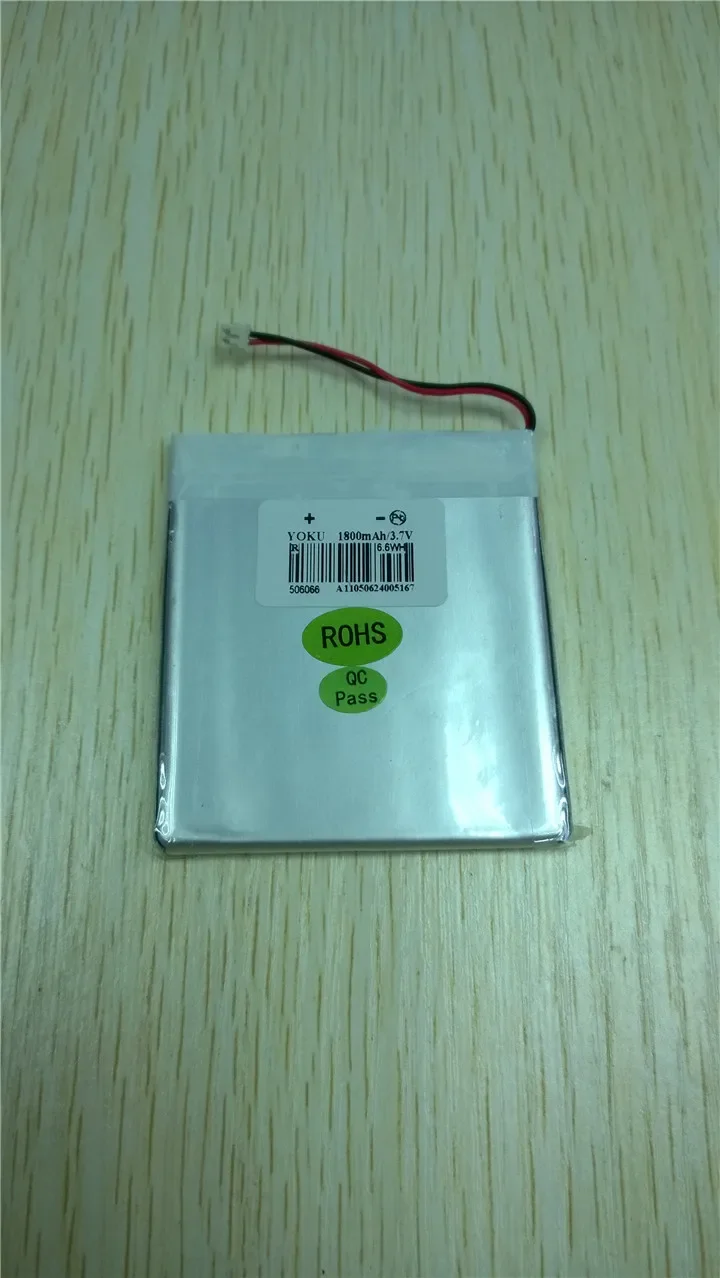 + -
YOKU 1800mAh/3.7V
R 6.6WH
506066 A11050624005167
ROHS
QC
Pass